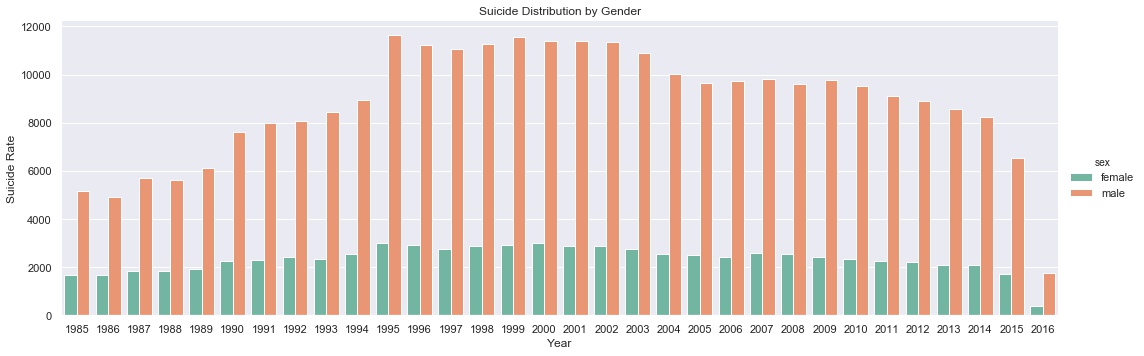 Suicide Distribution by Gender
12000
10000
8000
6000
4000
2000
0
Suicide Rate
1985 1986 1987 1988 1989 1990 1991 1992 1993 1994 1995 1996 1997 1998 1999 2000 2001 2002 2003 2004 2005 2006 2007 2008 2009 2010 2011 2012 2013 2014 2015 2016
Year
sex
female
male